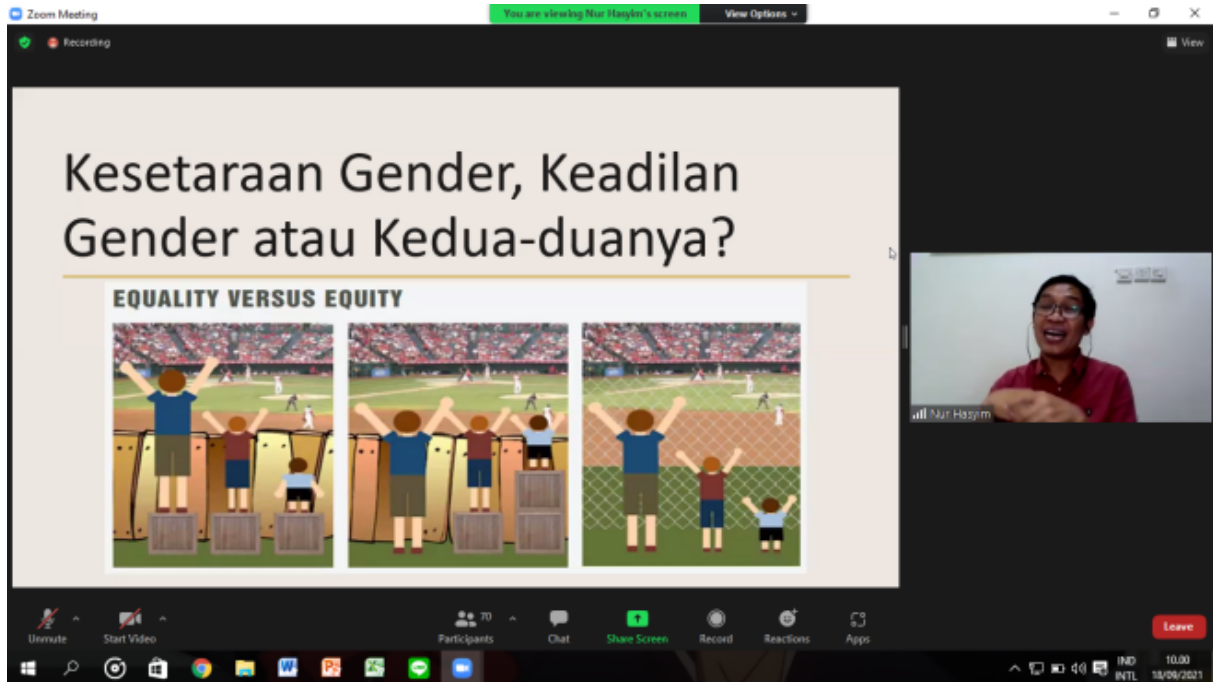 Zoom Meeting
You are viewing Nur Hasyim's screen
View Options
Recording
View
Kesetaraan Gender, Keadilan
Gender atau Kedua-duanya?
EQUALITY VERSUS EQUITY
Nur Hasyim
Unmute
Start Video
70
Participants
Chat
Share Screen
Record
Reactions
Apps
Leave
IND
INTL
10.00
18/09/2021